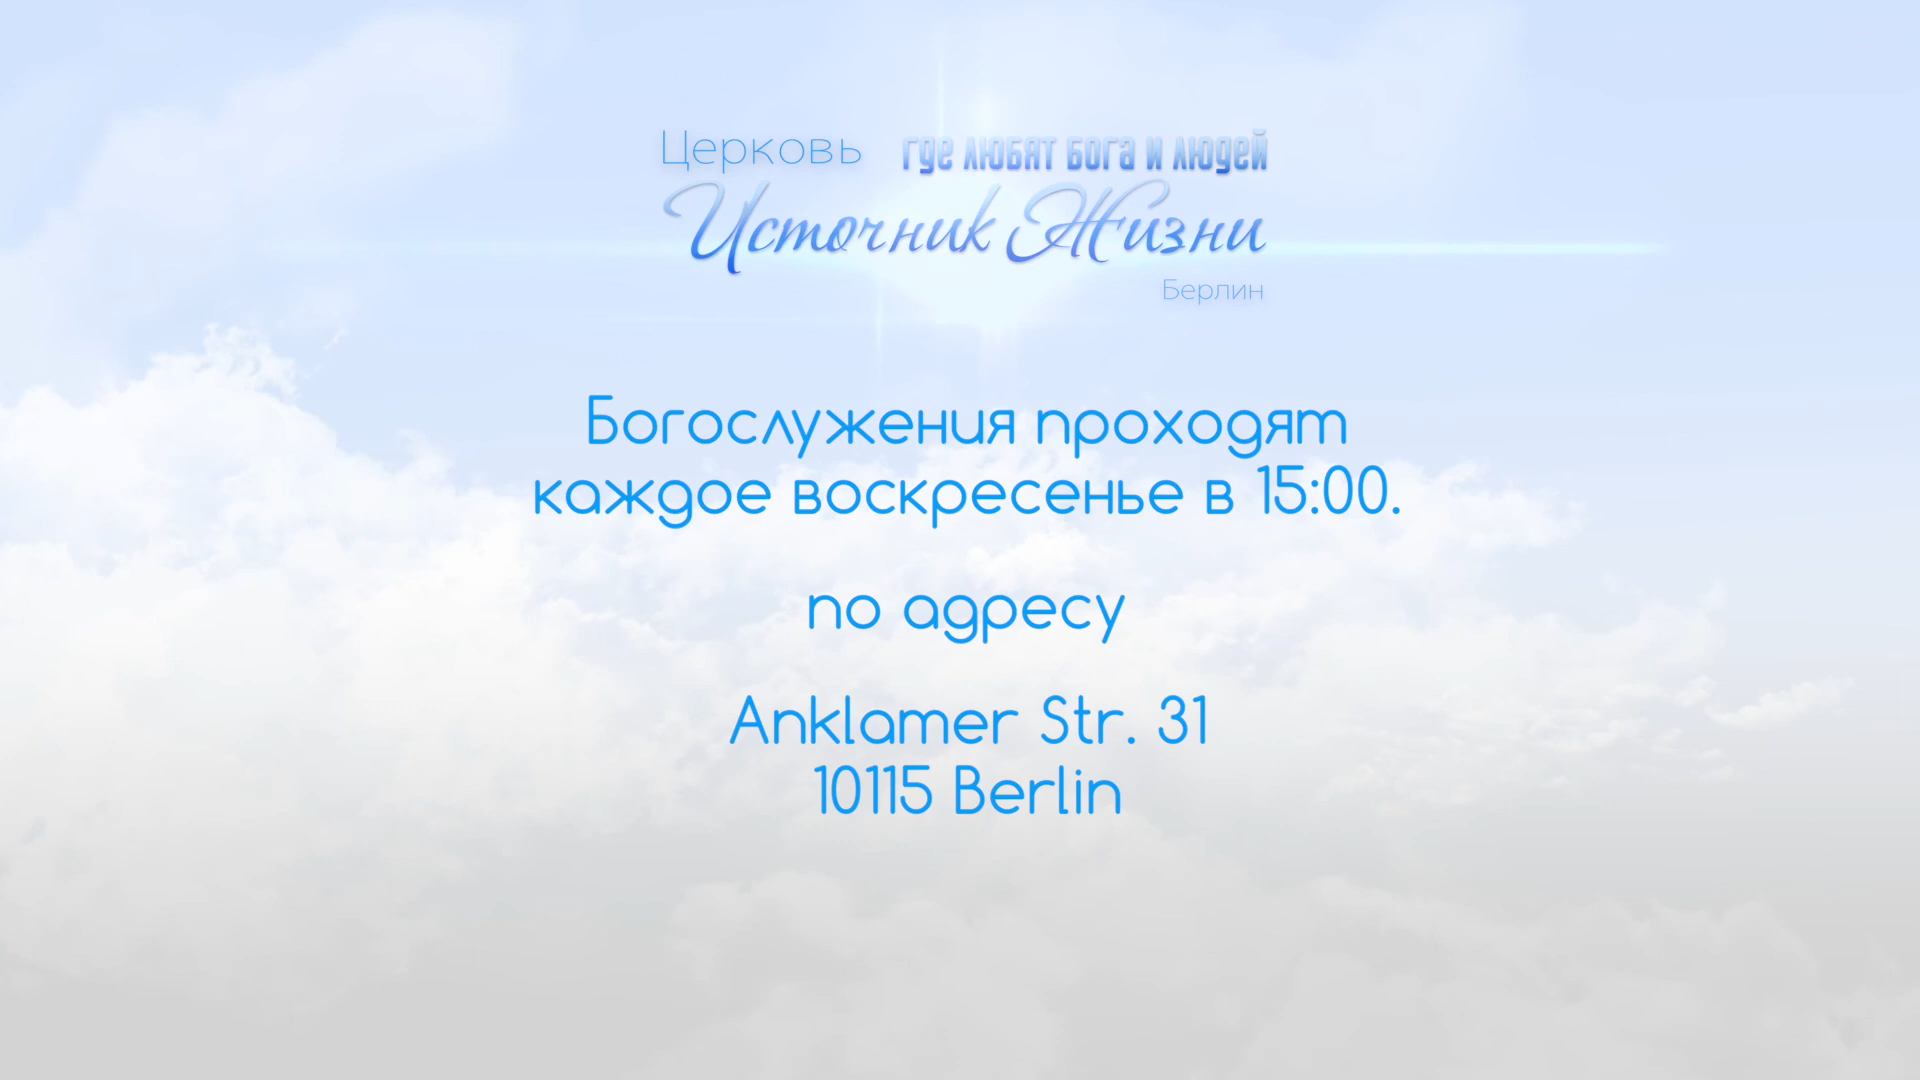 Церковь где любят Бога и людей
Источник Жизни
Берлин
Богослужения проходят
каждое воскресенье в 15:00.
по адресу
Anklamer Str. 31
10115 Berlin